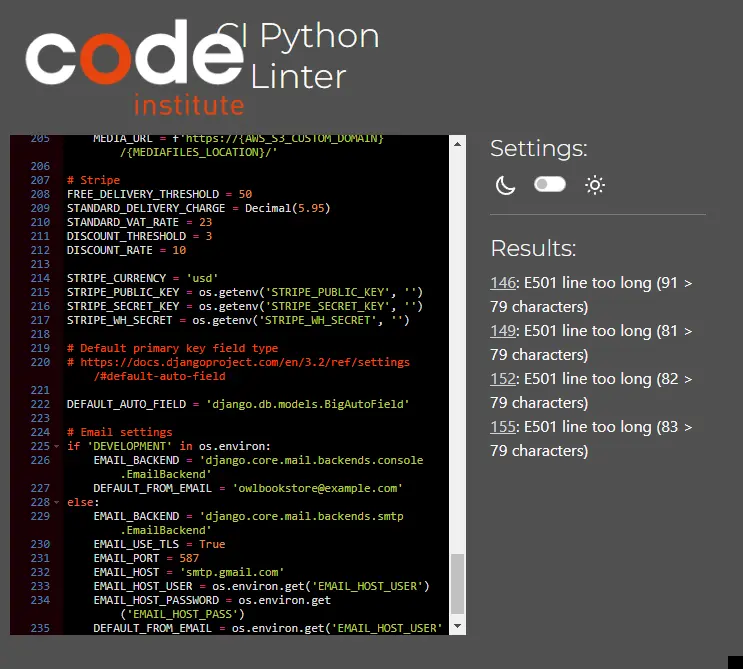 code
institute
CI Python
Linter
205 MEDIA_URL = f'https://{AWS_S3_CUSTOM_DOMAIN}
/{MEDIAFILES_LOCATION}/'
206
207 # Stripe
208 FREE_DELIVERY_THRESHOLD = 50
209 STANDARD_DELIVERY_CHARGE = Decimal(5.95)
210 STANDARD_VAT_RATE = 23
211 DISCOUNT_THRESHOLD = 3
212 DISCOUNT_RATE = 10
213
214 STRIPE_CURRENCY = 'usd'
215 STRIPE_PUBLIC_KEY = os.getenv('STRIPE_PUBLIC_KEY', '')
216 STRIPE_SECRET_KEY = os.getenv('STRIPE_SECRET_KEY', '')
217 STRIPE_WH_SECRET = os.getenv('STRIPE_WH_SECRET', '')
218
219 # Default primary key field type
220 # https://docs.djangoproject.com/en/3.2/ref/settings
/#default-auto-field
221
222 DEFAULT_AUTO_FIELD = 'django.db.models.BigAutoField'
223
224 # Email settings
225 if 'DEVELOPMENT' in os.environ:
226 EMAIL_BACKEND = 'django.core.mail.backends.console
.EmailBackend'
227 DEFAULT_FROM_EMAIL = 'owlbookstore@example.com'
228 else:
229 EMAIL_BACKEND = 'django.core.mail.backends.smtp
.EmailBackend'
230 EMAIL_USE_TLS = True
231 EMAIL_PORT = 587
232 EMAIL_HOST = 'smtp.gmail.com'
233 EMAIL_HOST_USER = os.environ.get('EMAIL_HOST_USER')
234 EMAIL_HOST_PASSWORD = os.environ.get
('EMAIL_HOST_PASS')
235 DEFAULT_FROM_EMAIL = os.environ.get('EMAIL_HOST_USER'
Settings:
Results:
146: E501 line too long (91 >
79 characters)
149: E501 line too long (81 >
79 characters)
152: E501 line too long (82 >
79 characters)
155: E501 line too long (83 >
79 characters)